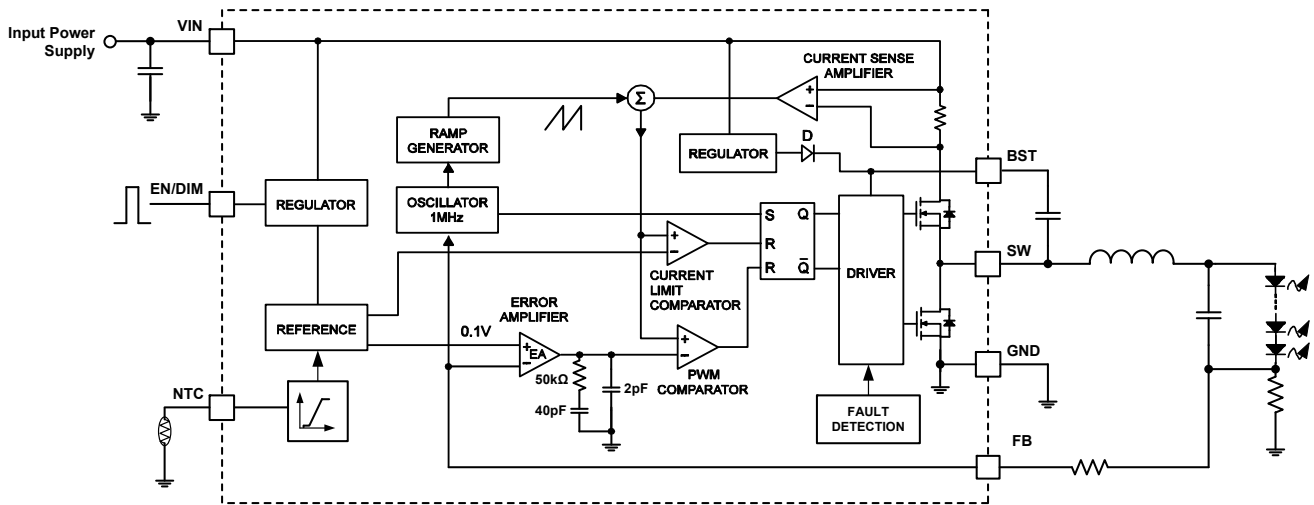 Input Power
Supply
VIN
CURRENT SENSE
AMPLIFIER
+
−
Σ
RAMP
GENERATOR
REGULATOR
D
BST
EN/DIM
REGULATOR
OSCILLATOR
1MHz
S
Q
R
R
Q̅
+
−
CURRENT
LIMIT
COMPARATOR
DRIVER
SW
REFERENCE
ERROR
AMPLIFIER
0.1V
+
−
EA
+
−
PWM
COMPARATOR
GND
50kΩ
2pF
40pF
NTC
FAULT
DETECTION
FB